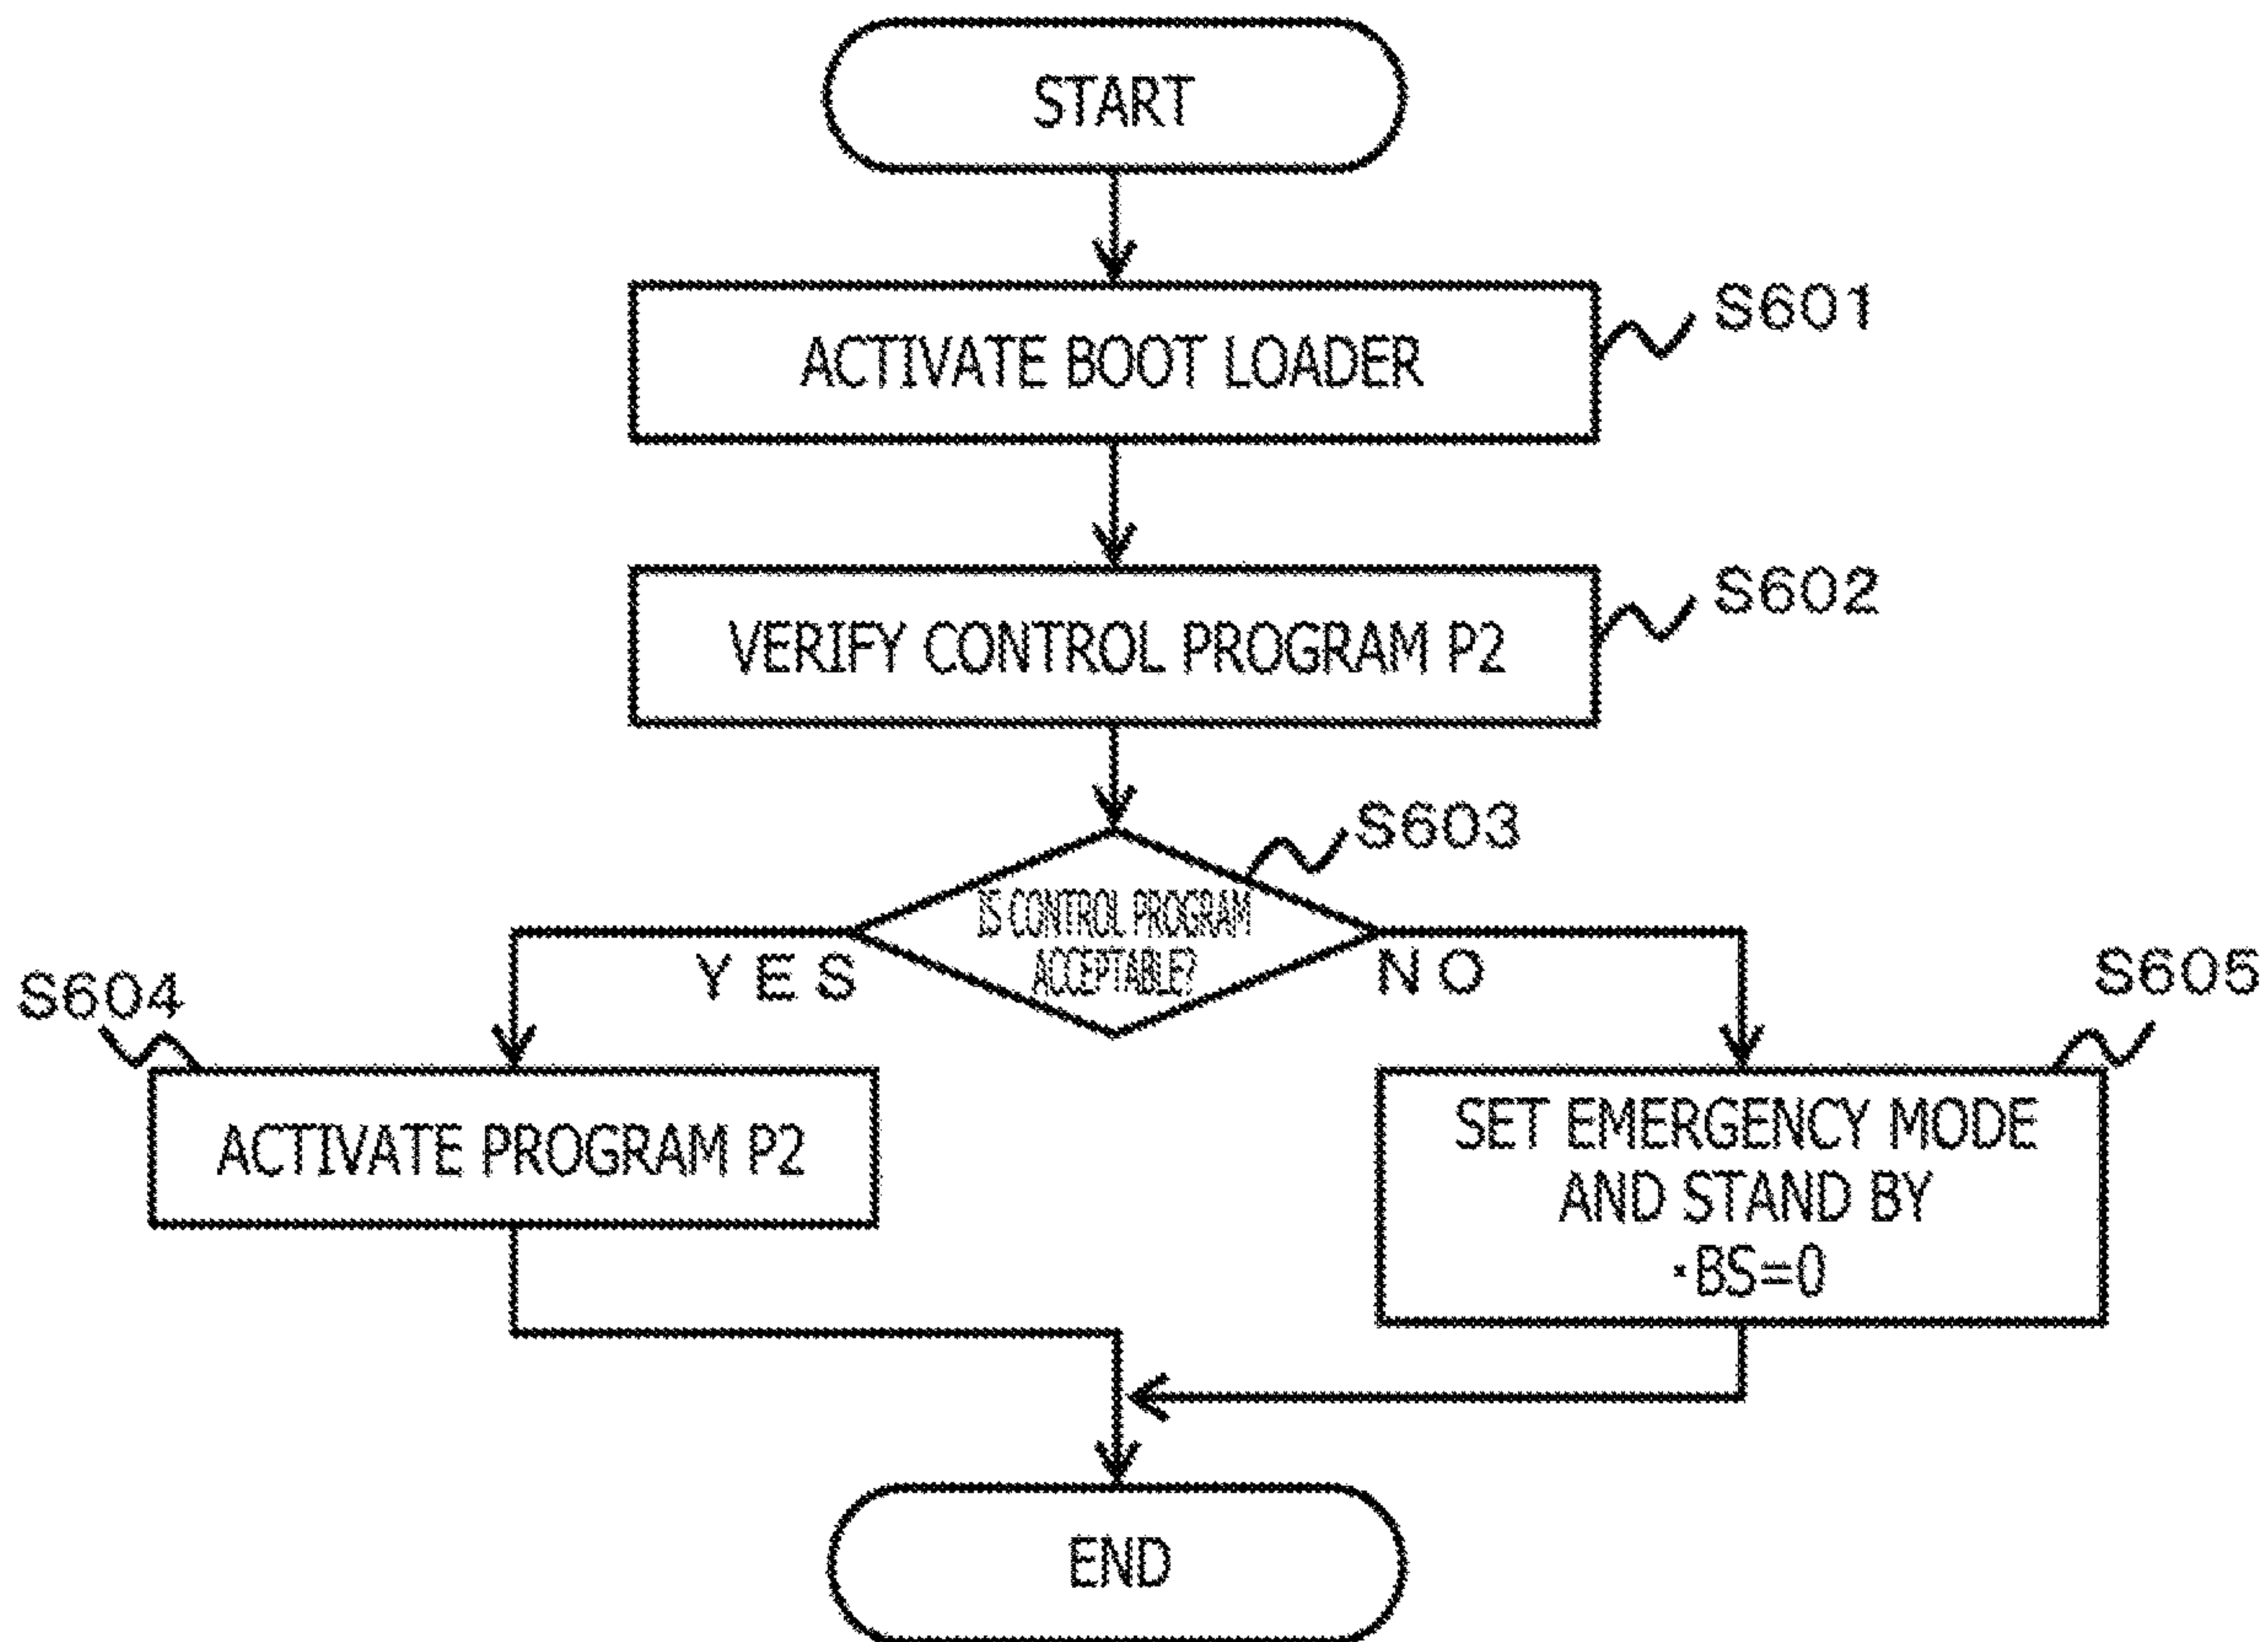 START
ACTIVATE BOOT LOADER
S601
VERIFY CONTROL PROGRAM P2
S602
S603
IS CONTROL PROGRAM
ACCEPTABLE?
YES
NO
S604
ACTIVATE PROGRAM P2
S605
SET EMERGENCY MODE
AND STAND BY
・BS=0
END